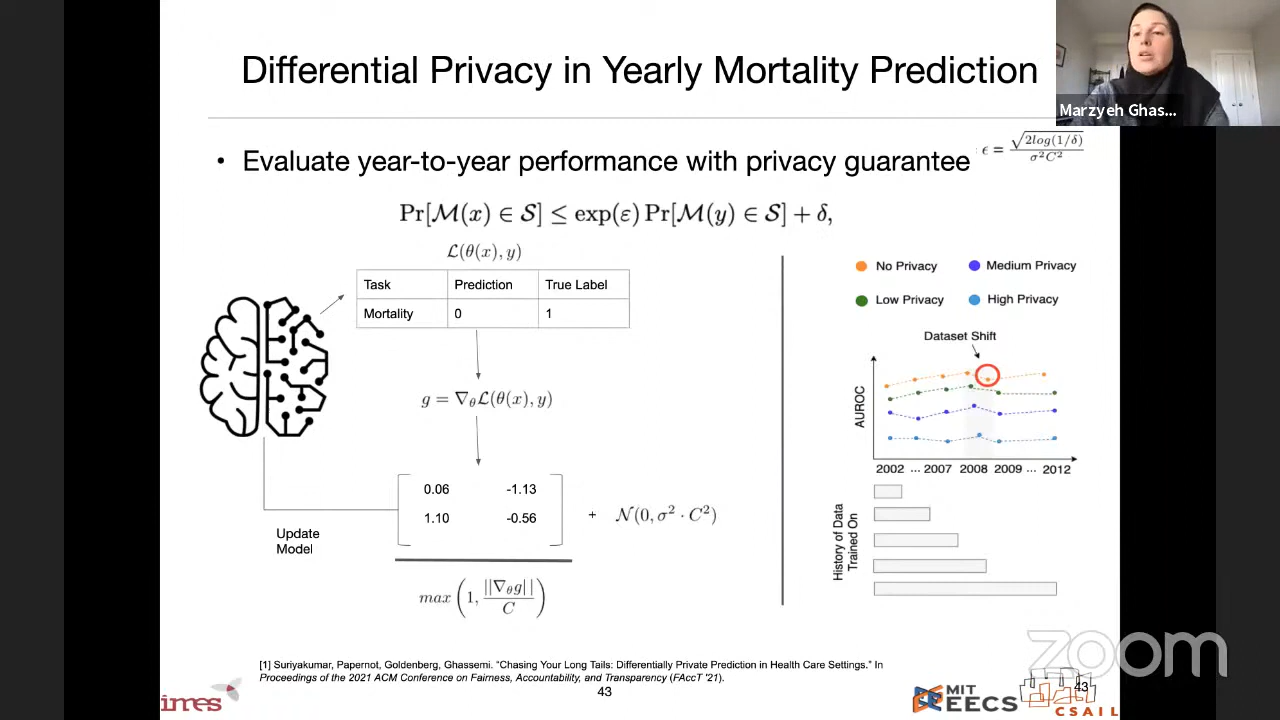 Differential Privacy in Yearly Mortality Prediction
Marzyeh Ghas...
• Evaluate year-to-year performance with privacy guarantee
ϵ = √2log(1/δ) / σ²C²
Pr[M(x) ∈ S] ≤ exp(ε) Pr[M(y) ∈ S] + δ,
L(θ(x), y)
Task Prediction True Label
Mortality 0 1
g = ∇θL(θ(x), y)
0.06 -1.13
1.10 -0.56
+ N(0, σ² · C²)
Update
Model
max(1, ||∇θg|| / C)
No Privacy Medium Privacy
Low Privacy High Privacy
Dataset Shift
AUROC
2002 ... 2007 2008 2009 ... 2012
History of Data
Trained On
[1] Suriyakumar, Papernot, Goldenberg, Ghassemi. "Chasing Your Long Tails: Differentially Private Prediction in Health Care Settings." In
Proceedings of the 2021 ACM Conference on Fairness, Accountability, and Transparency (FAccT '21).
43
zoom
imes
MIT
EECS
43
CSAIL